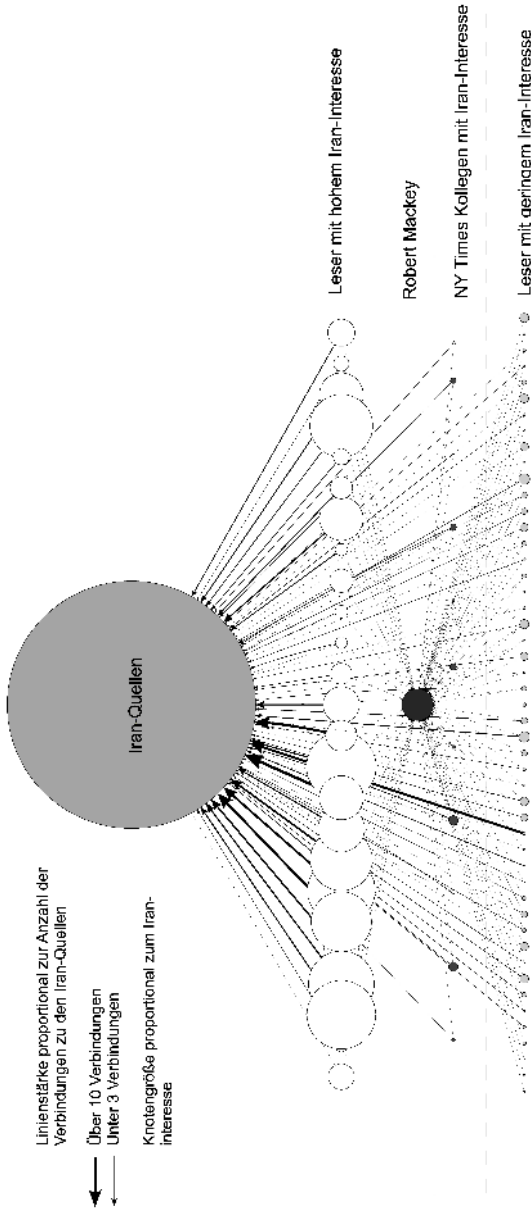 Linienstärke proportional zur Anzahl der
Verbindungen zu den Iran-Quellen
Über 10 Verbindungen
Unter 3 Verbindungen
Knotengröße proportional zum Iran-
interesse
Iran-Quellen
Leser mit hohem Iran-Interesse
Robert Mackey
NY Times Kollegen mit Iran-Interesse
Leser mit geringem Iran-Interesse